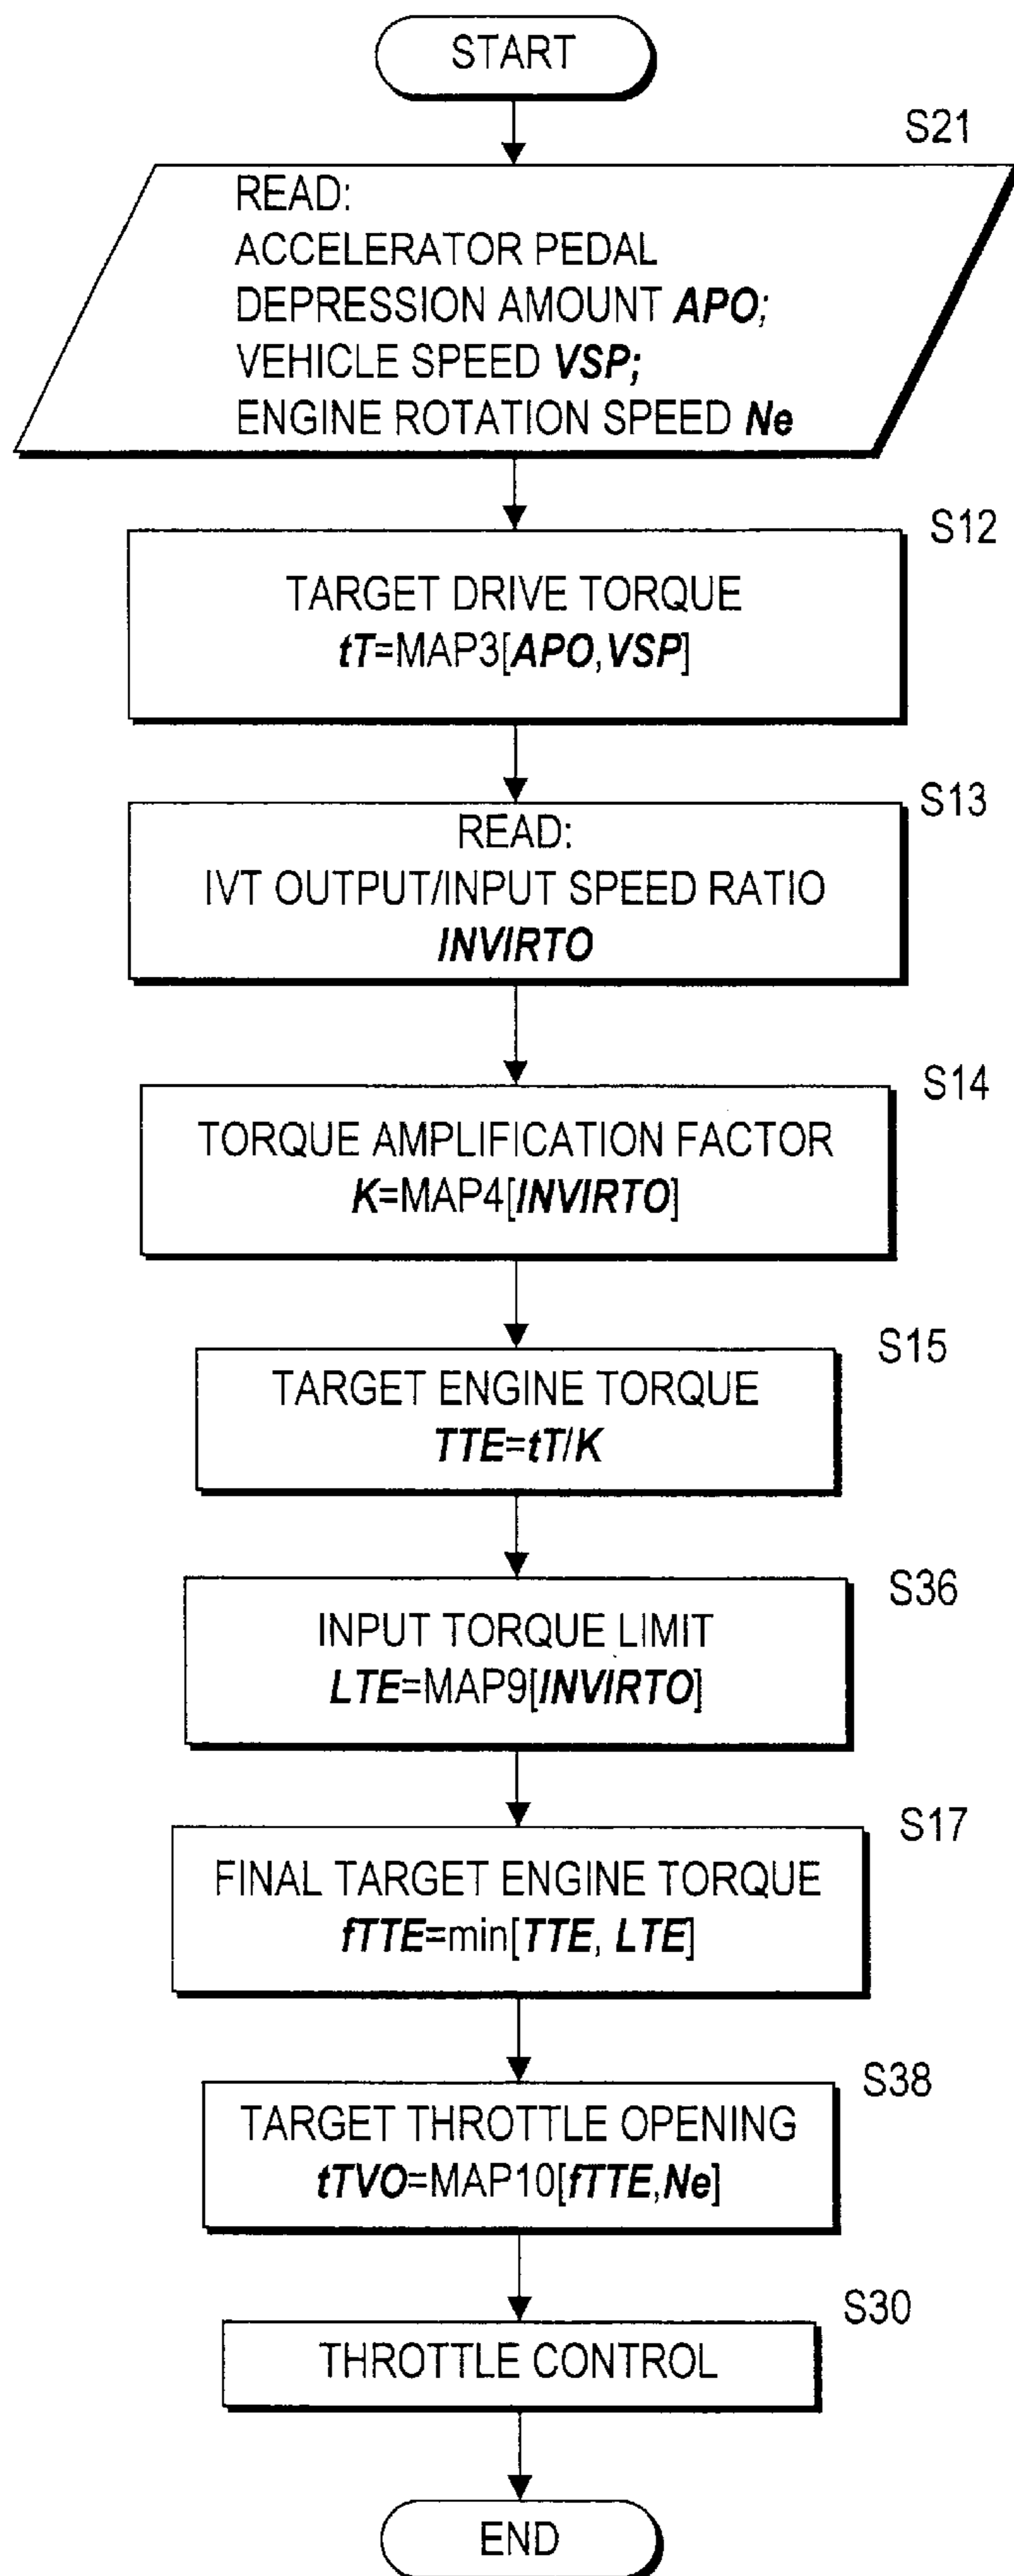 START
S21
READ:
ACCELERATOR PEDAL
DEPRESSION AMOUNT APO;
VEHICLE SPEED VSP;
ENGINE ROTATION SPEED Ne
S12
TARGET DRIVE TORQUE
tT=MAP3[APO,VSP]
S13
READ:
IVT OUTPUT/INPUT SPEED RATIO
INVIRTO
S14
TORQUE AMPLIFICATION FACTOR
K=MAP4[INVIRTO]
S15
TARGET ENGINE TORQUE
TTE=tT/K
S36
INPUT TORQUE LIMIT
LTE=MAP9[INVIRTO]
S17
FINAL TARGET ENGINE TORQUE
fTTE=min[TTE, LTE]
S38
TARGET THROTTLE OPENING
tTVO=MAP10[fTTE,Ne]
S30
THROTTLE CONTROL
END